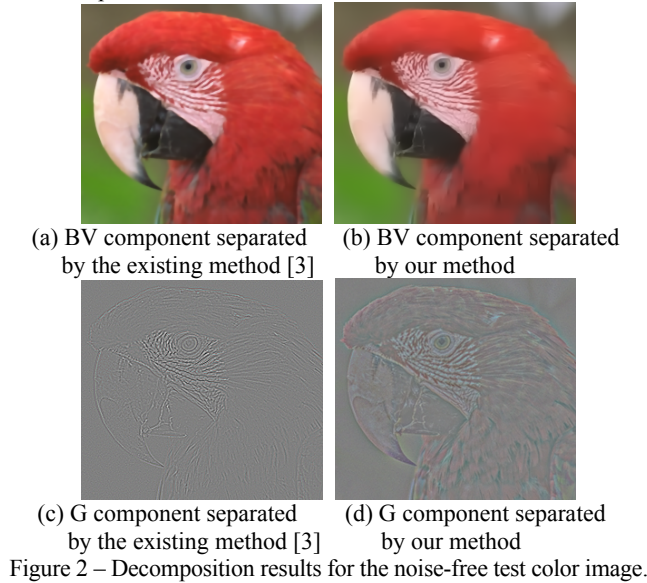 (a) BV component separated
by the existing method [3]
(b) BV component separated
by our method
(c) G component separated
by the existing method [3]
(d) G component separated
by our method
Figure 2 – Decomposition results for the noise-free test color image.